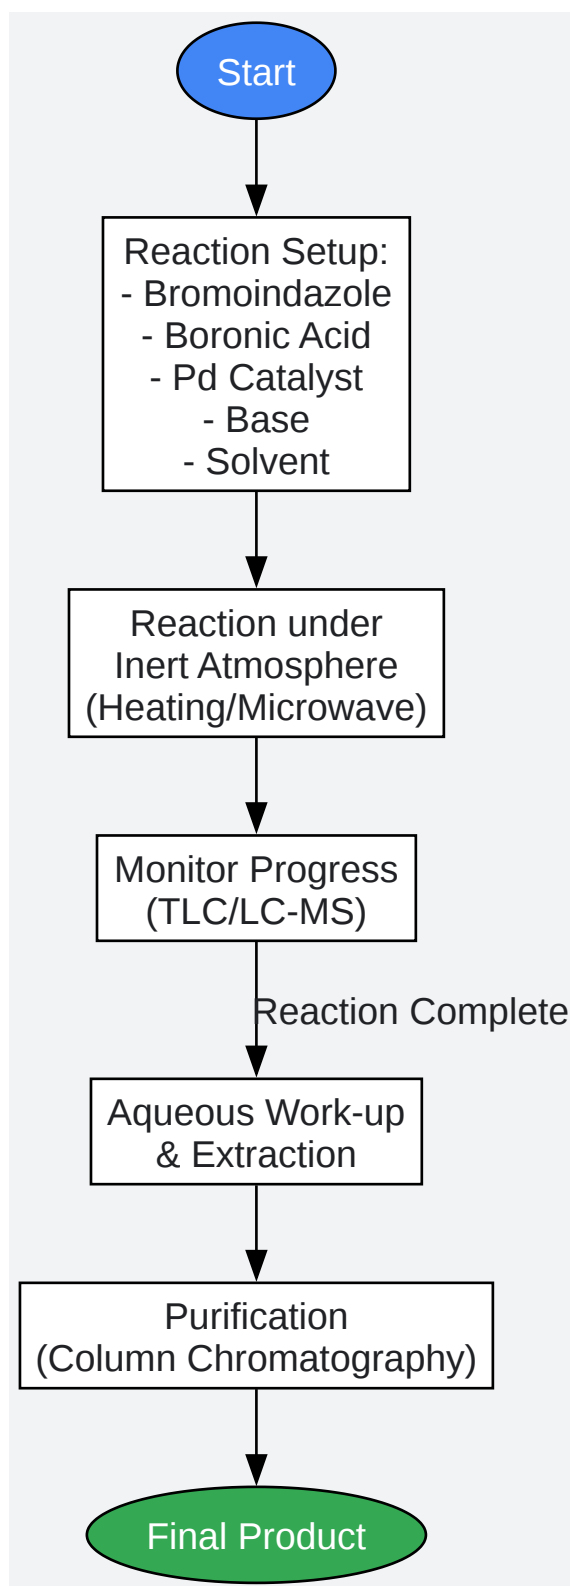 Start
Reaction Setup:
- Bromoindazole
- Boronic Acid
- Pd Catalyst
- Base
- Solvent
Reaction under
Inert Atmosphere
(Heating/Microwave)
Monitor Progress
(TLC/LC-MS)
Reaction Complete
Aqueous Work-up
& Extraction
Purification
(Column Chromatography)
Final Product